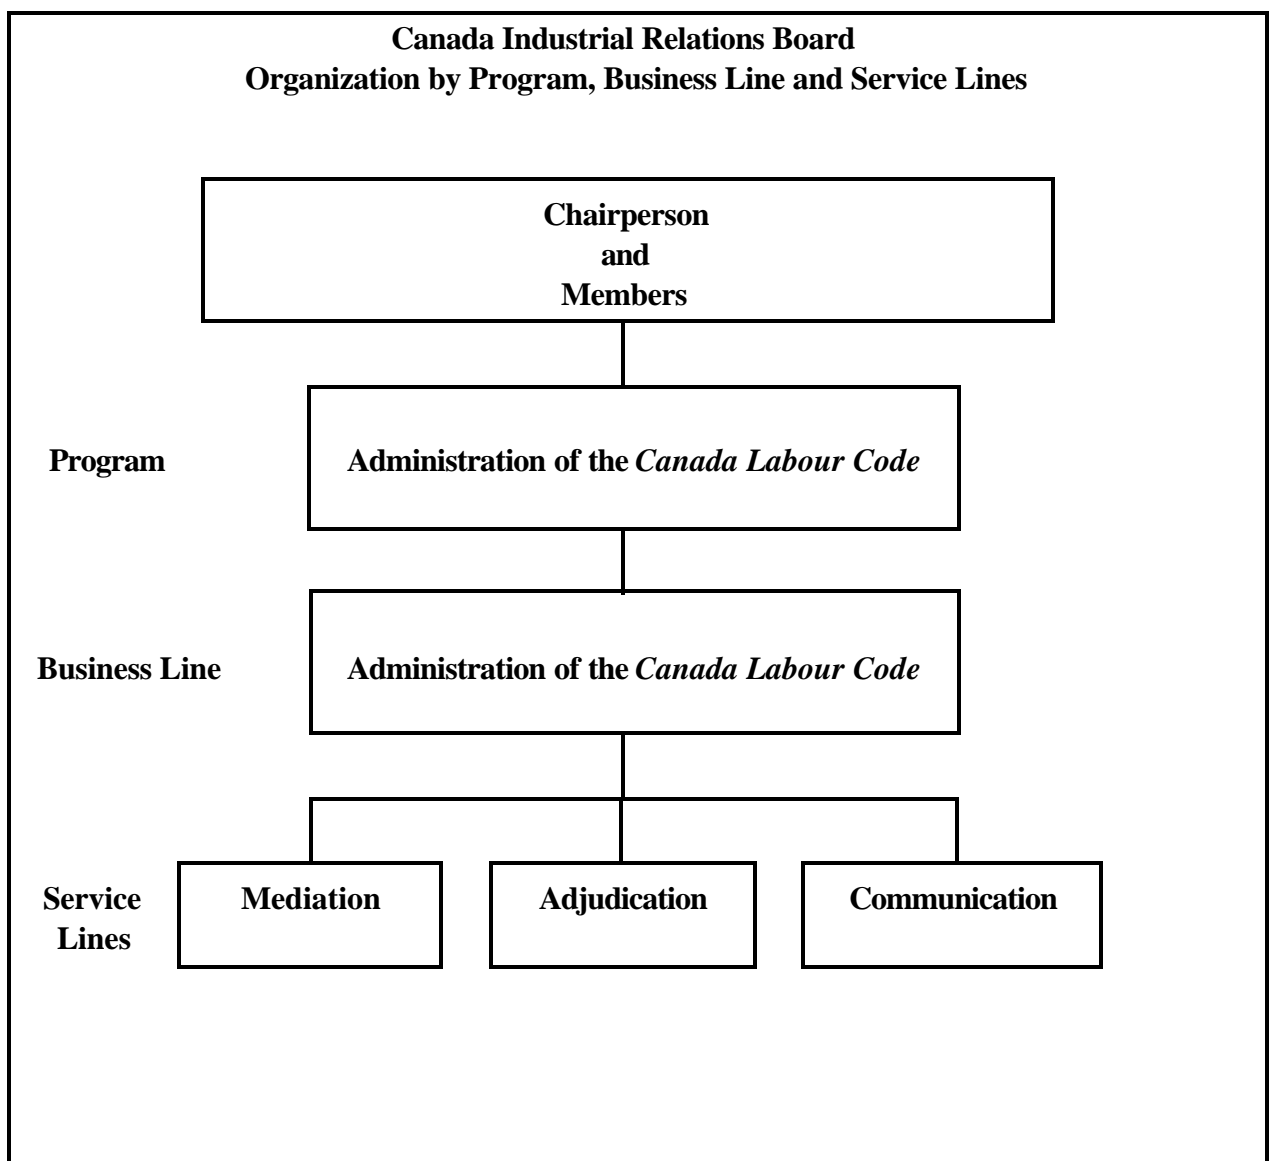 Canada Industrial Relations Board
Organization by Program, Business Line and Service Lines
Chairperson
and
Members
Program
Administration of the Canada Labour Code
Business Line
Administration of the Canada Labour Code
Service
Lines
Mediation
Adjudication
Communication